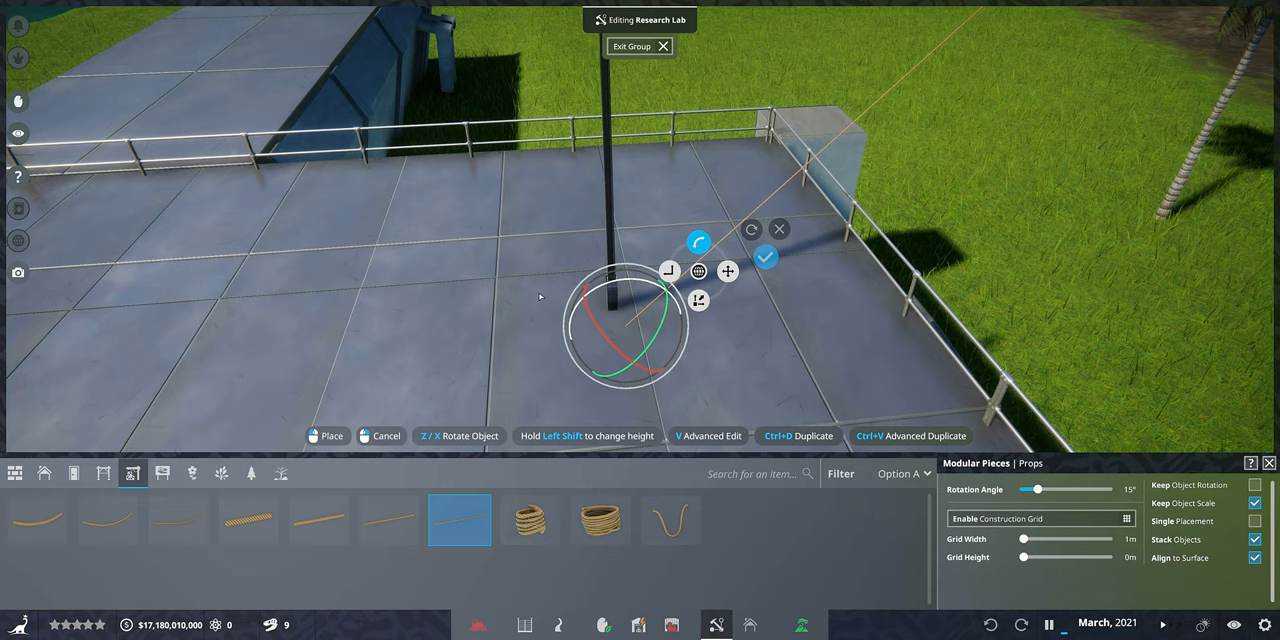 Editing Research Lab
Exit Group
Place
Cancel
Z / X Rotate Object
Hold Left Shift to change height
V Advanced Edit
Ctrl+D Duplicate
Ctrl+V Advanced Duplicate
Search for an item...
Filter
Option A
Modular Pieces | Props
?
Rotation Angle
15°
Keep Object Rotation
Keep Object Scale
Enable Construction Grid
Single Placement
Grid Width
1m
Stack Objects
Grid Height
0m
Align to Surface
$17,180,010,000
0
9
March, 2021